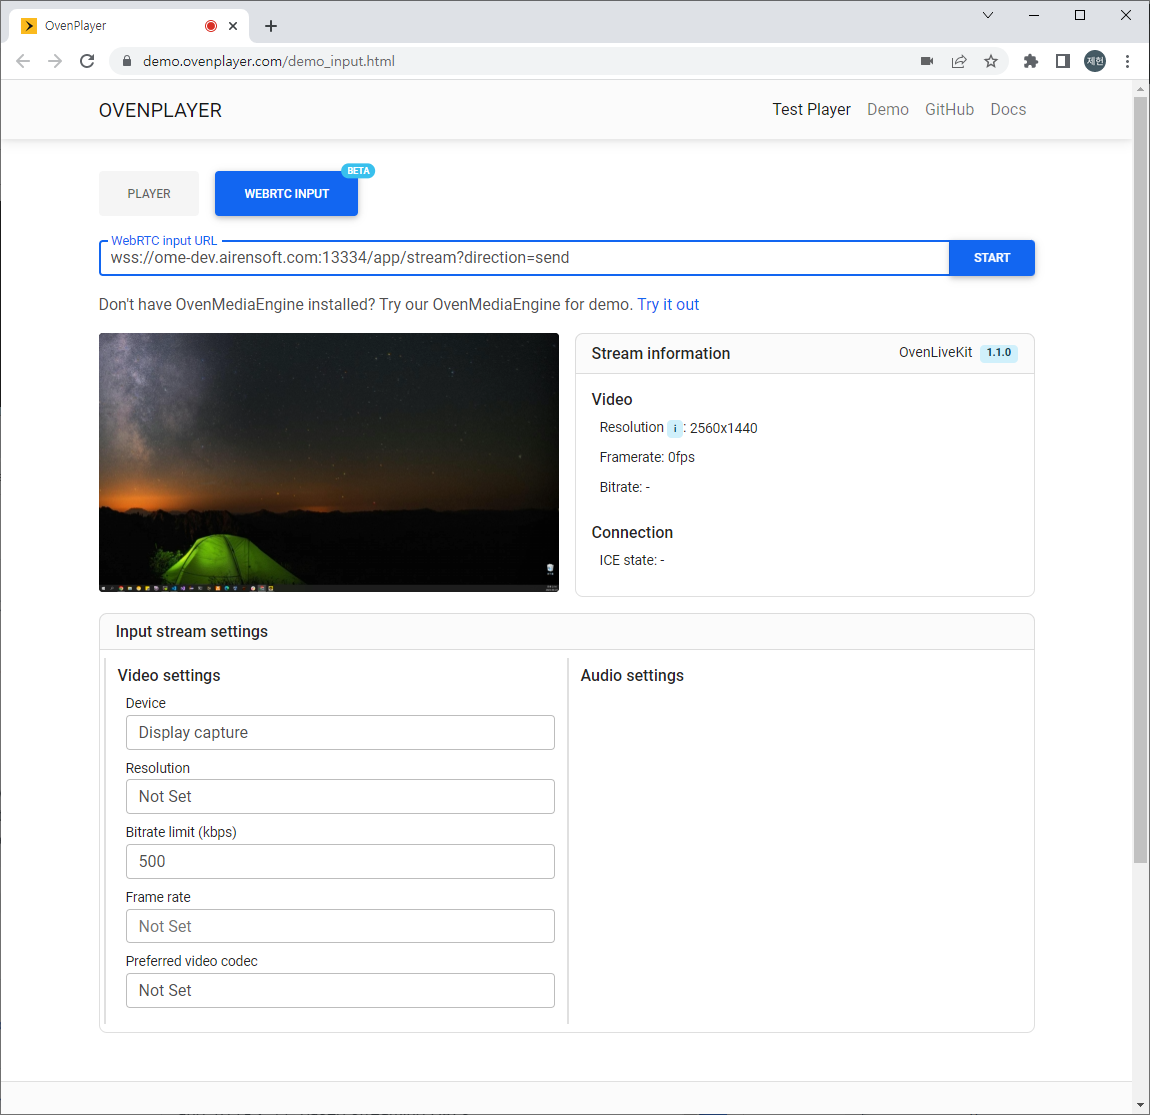 OvenPlayer
demo.ovenplayer.com/demo_input.html
제헌
OVENPLAYER
Test Player
Demo
GitHub
Docs
PLAYER
WEBRTC INPUT
BETA
WebRTC input URL
wss://ome-dev.airensoft.com:13334/app/stream?direction=send
START
Don't have OvenMediaEngine installed? Try our OvenMediaEngine for demo. Try it out
Stream information
OvenLiveKit 1.1.0
Video
Resolution i : 2560x1440
Framerate: 0fps
Bitrate: -
Connection
ICE state: -
Input stream settings
Video settings
Device
Display capture
Resolution
Not Set
Bitrate limit (kbps)
500
Frame rate
Not Set
Preferred video codec
Not Set
Audio settings